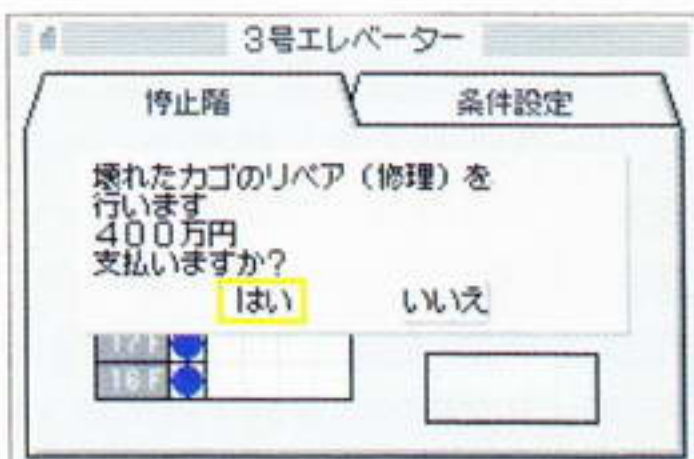 3号エレベーター
停止階
条件設定
壊れたカゴのリペア（修理）を
行います
400万円
支払いますか？
はい
いいえ
17F
16F